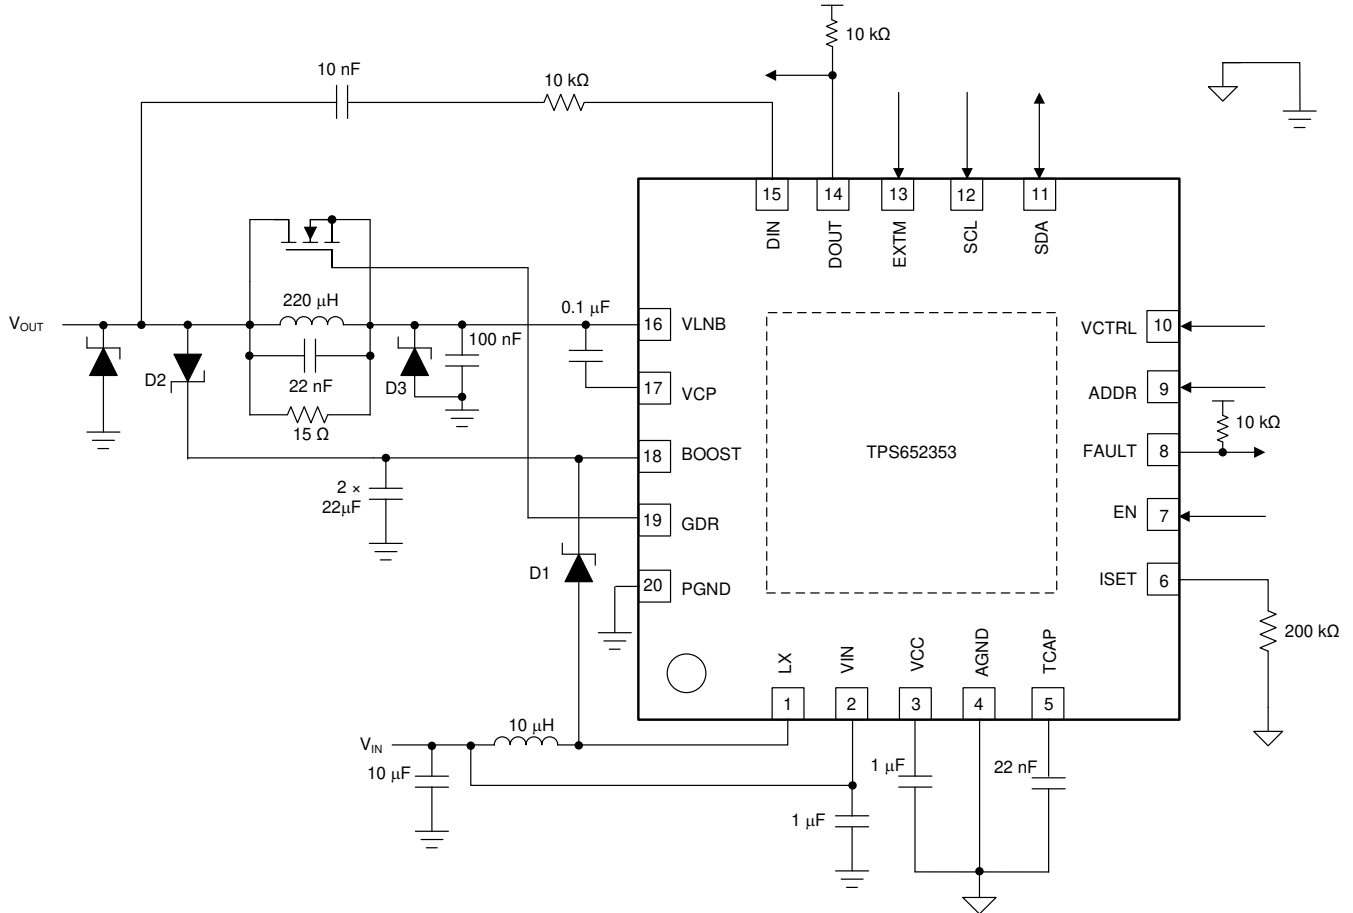 10 kΩ
10 nF
10 kΩ
15
14
13
12
11
DIN
DOUT
EXTM
SCL
SDA
220 μH
0.1 μF
VOUT
16
VLNB
VCTRL
10
100 nF
D2
22 nF
D3
17
VCP
ADDR
9
15 Ω
10 kΩ
18
BOOST
TPS652353
FAULT
8
2 ×
22μF
19
GDR
EN
7
D1
20
PGND
ISET
6
200 kΩ
LX
VIN
VCC
AGND
TCAP
1
2
3
4
5
10 μH
VIN
10 μF
1 μF
22 nF
1 μF